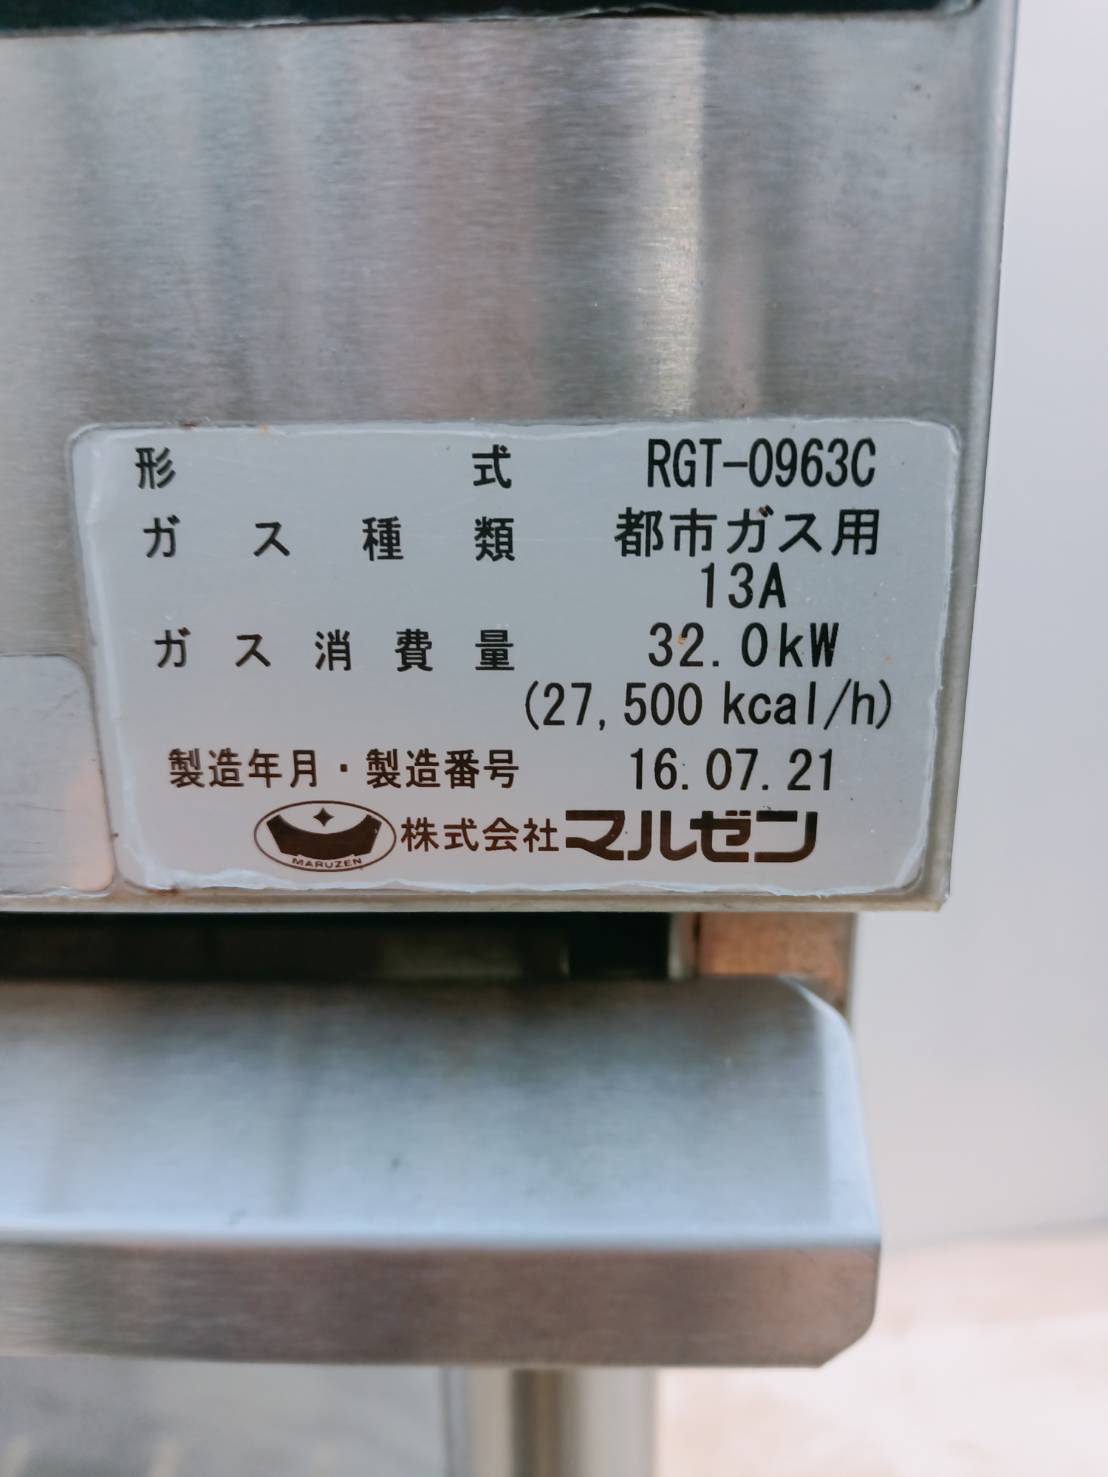 形式 RGT-0963C
ガス種類 都市ガス用
13A
ガス消費量 32.0kW
(27,500 kcal/h)
製造年月・製造番号 16.07.21
MARUZEN 株式会社マルゼン